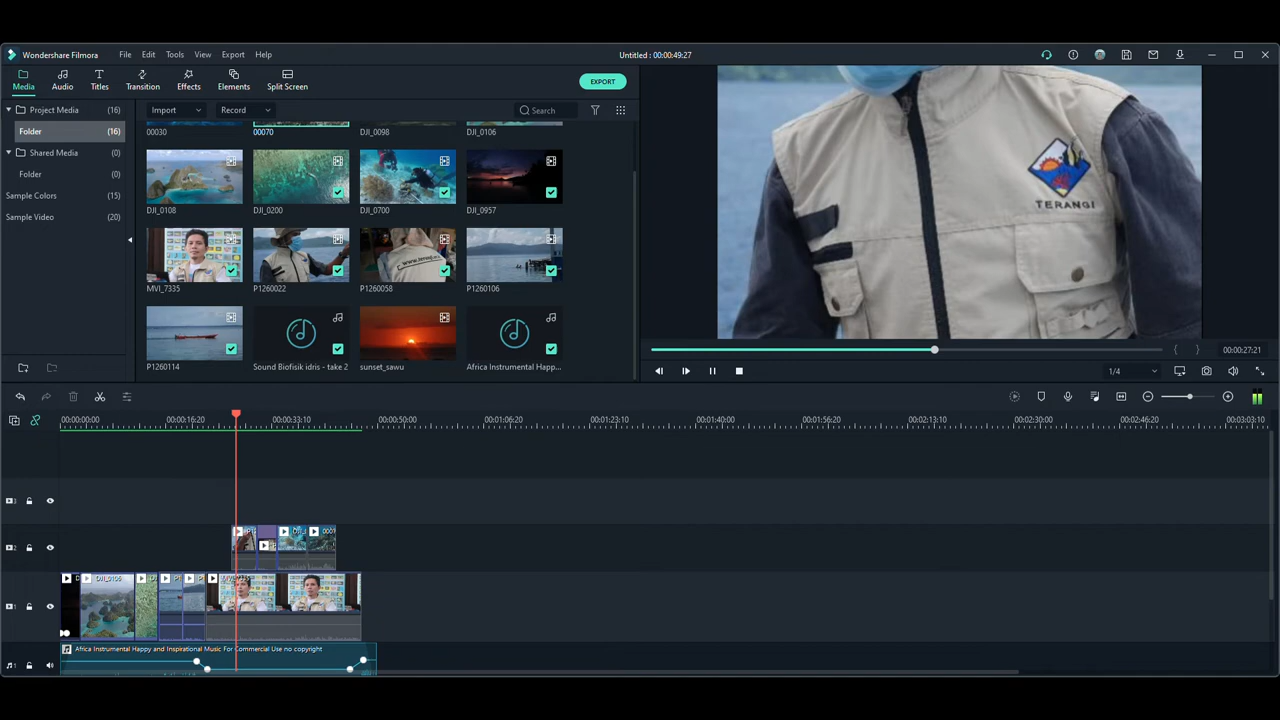 Wondershare Filmora
File
Edit
Tools
View
Export
Help
Untitled : 00:00:49:27
Media
Audio
Titles
Transition
Effects
Elements
Split Screen
EXPORT
Project Media (16)
Folder (16)
Shared Media (0)
Folder (0)
Sample Colors (15)
Sample Video (20)
Import
Record
Search
00030
00070
DJI_0098
DJI_0106
DJI_0108
DJI_0200
DJI_0700
DJI_0957
MVI_7335
P1260022
P1260058
P1260106
P1260114
Sound Biofisik idris - take 2
sunset_sawu
Africa Instrumental Happ...
TERANGI
00:00:27:21
1/4
00:00:00:00
00:00:16:20
00:00:33:10
00:00:50:00
00:01:06:20
00:01:23:10
00:01:40:00
00:01:56:20
00:02:13:10
00:02:30:00
00:02:46:20
00:03:03:10
3
2
1
DJI_0106
MVI_7335
Africa Instrumental Happy and Inspirational Music For Commercial Use no copyright
1